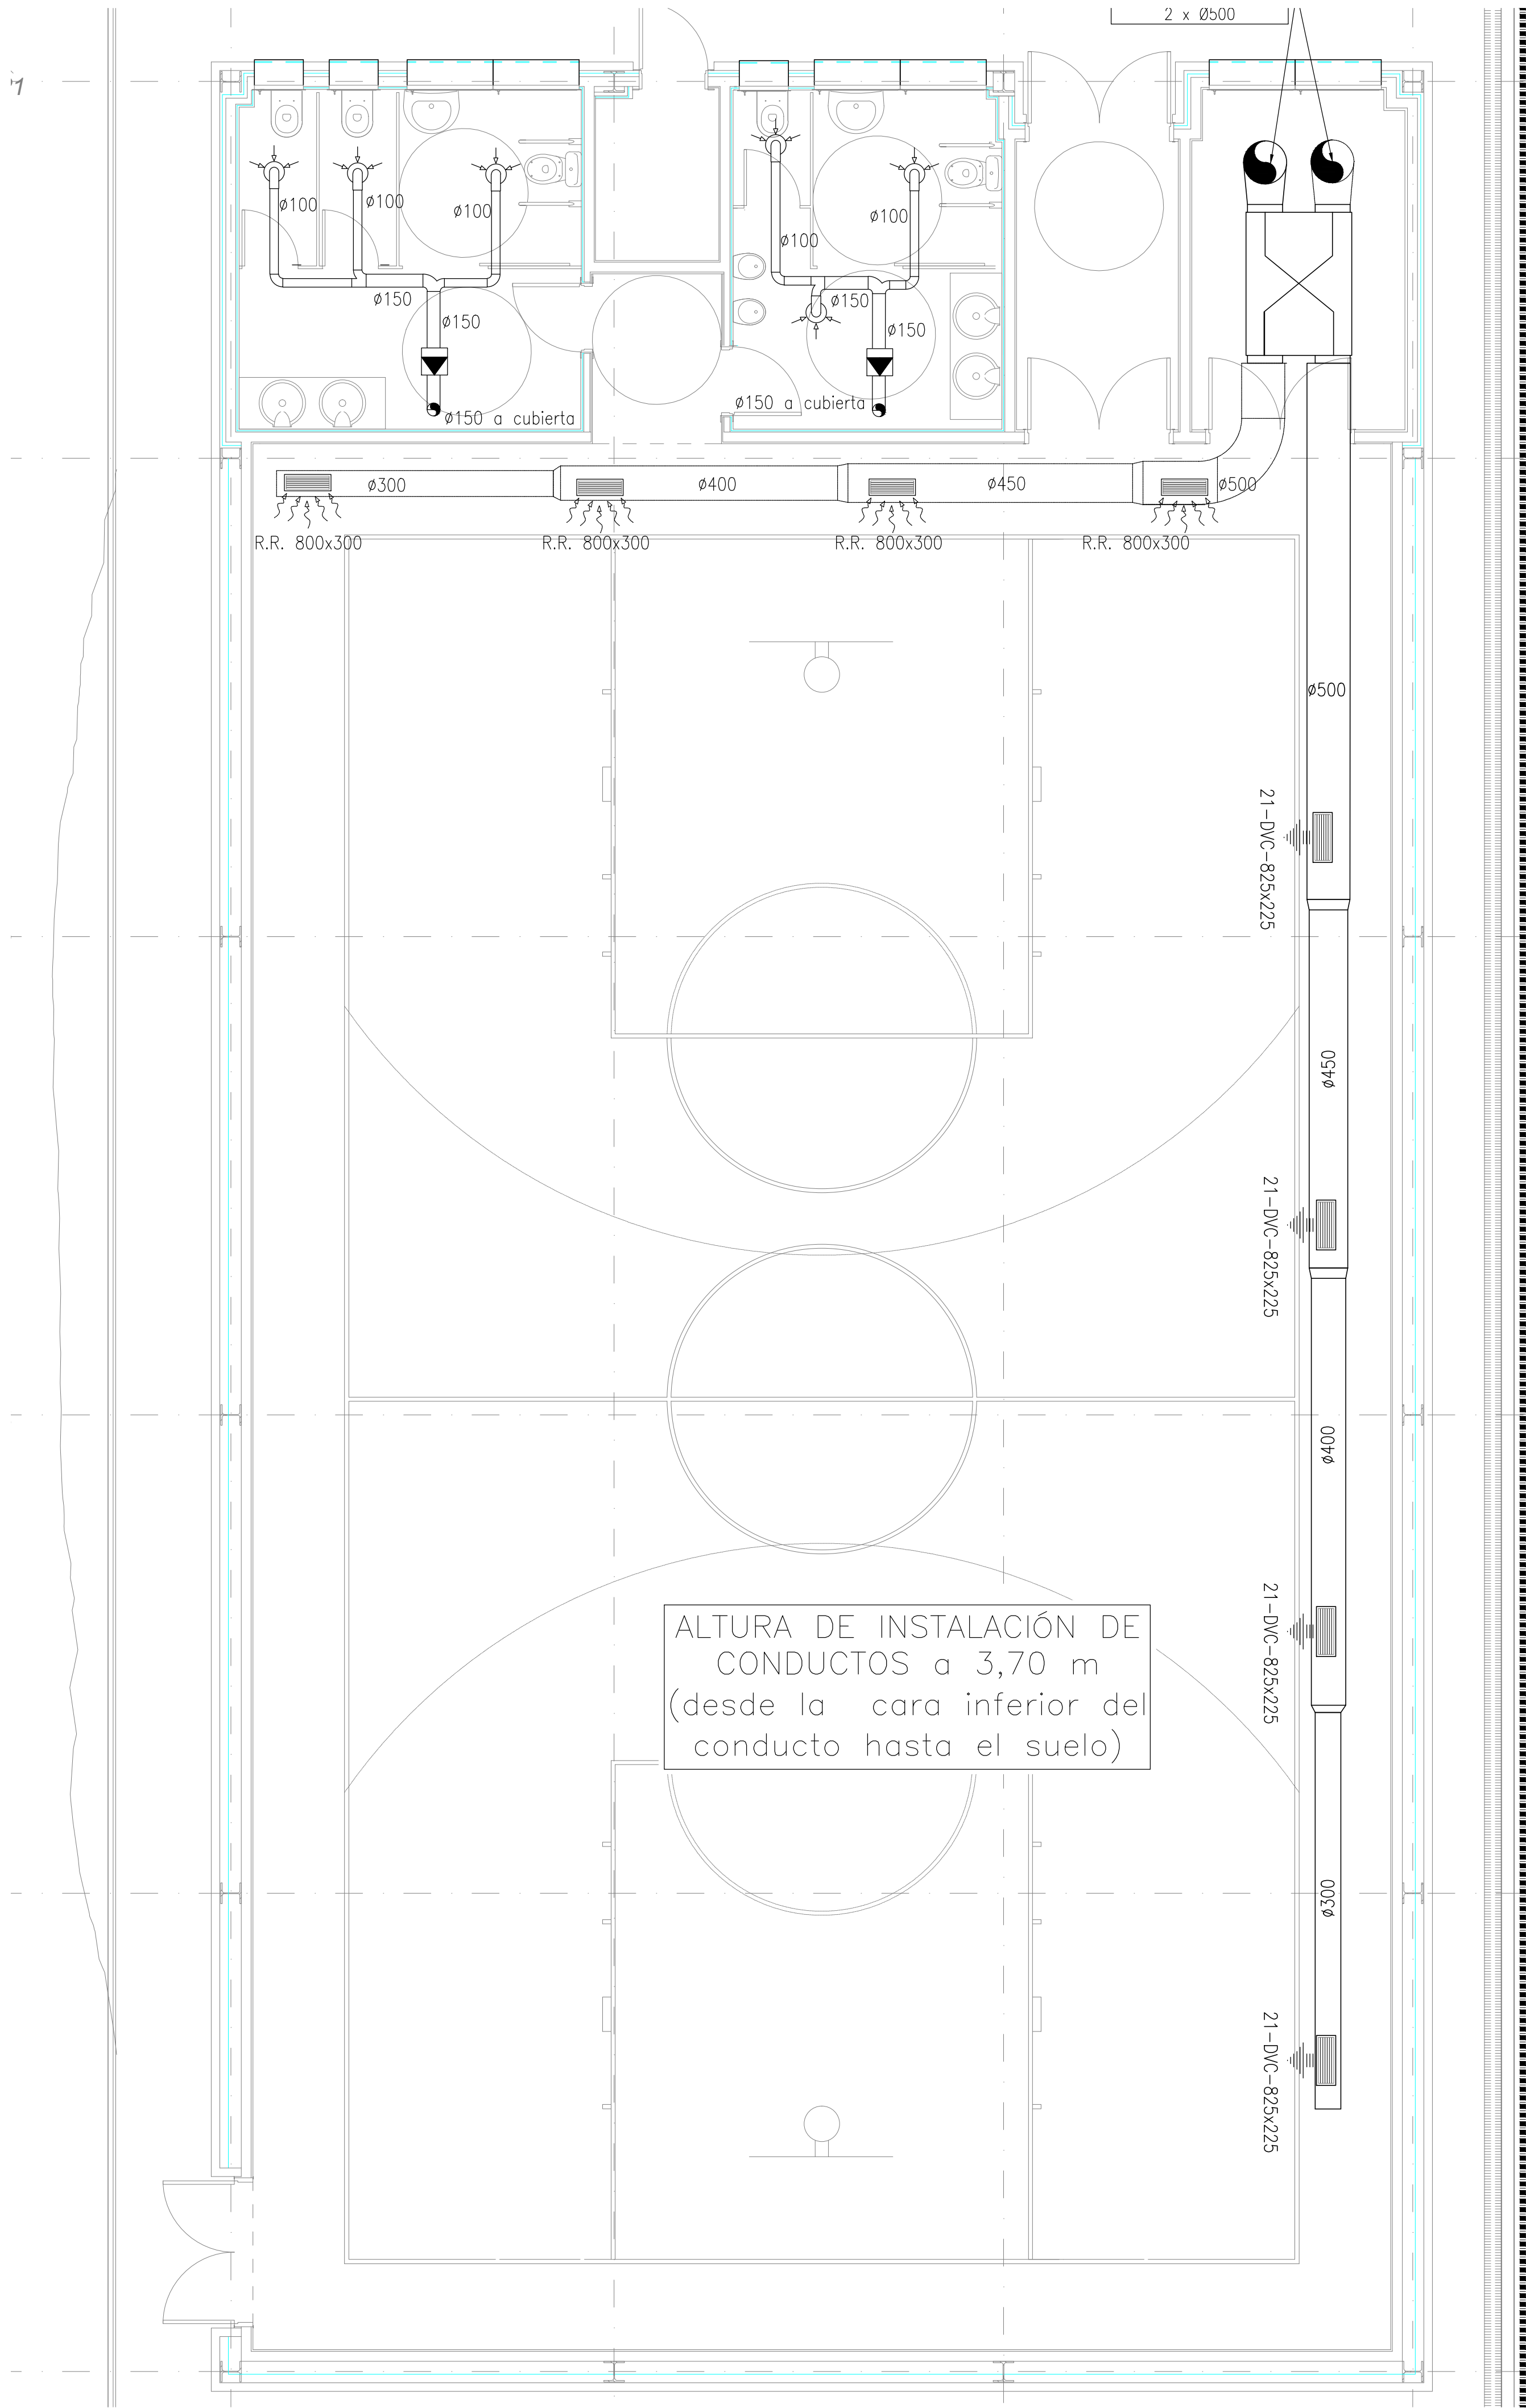 2 x Ø500
ø100
ø100
ø100
ø150
ø150
ø150 a cubierta
ø100
ø100
ø150
ø150
ø150 a cubierta
ø300
ø400
ø450
ø500
R.R. 800x300
R.R. 800x300
R.R. 800x300
R.R. 800x300
ø500
21-DVC-825x225
ø450
21-DVC-825x225
ø400
21-DVC-825x225
ø300
21-DVC-825x225
ALTURA DE INSTALACIÓN DE
CONDUCTOS a 3,70 m
(desde la cara inferior del
conducto hasta el suelo)